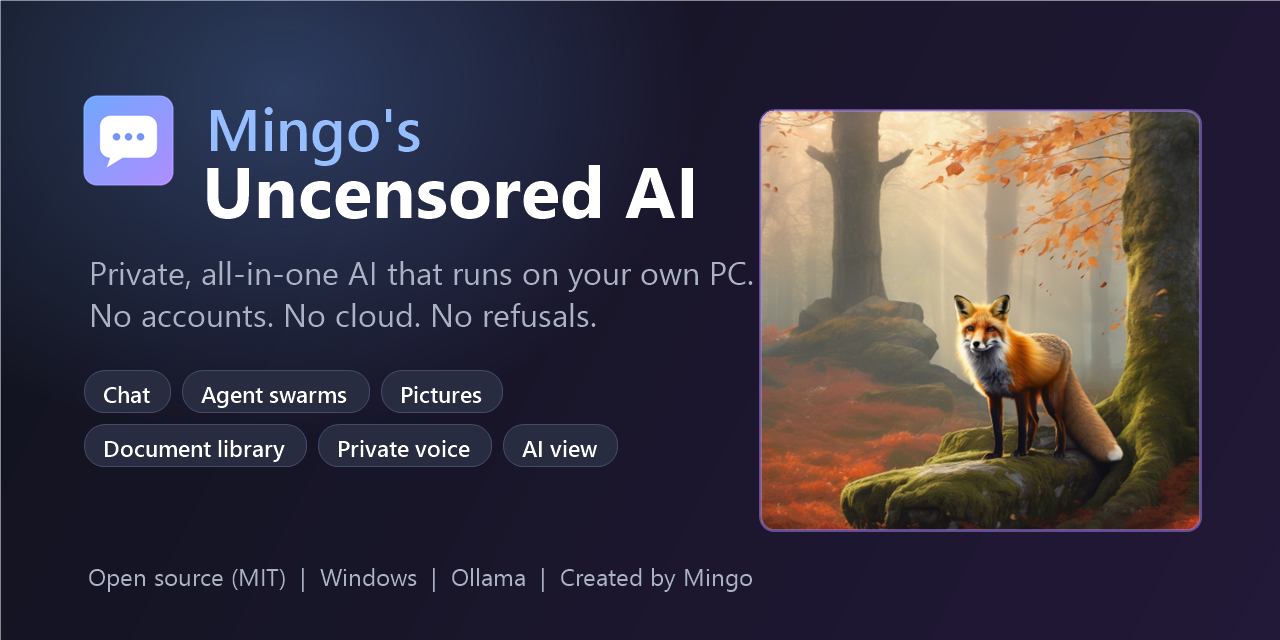 Mingo's
Uncensored AI
Private, all-in-one AI that runs on your own PC.
No accounts. No cloud. No refusals.
Chat
Agent swarms
Pictures
Document library
Private voice
AI view
Open source (MIT) | Windows | Ollama | Created by Mingo